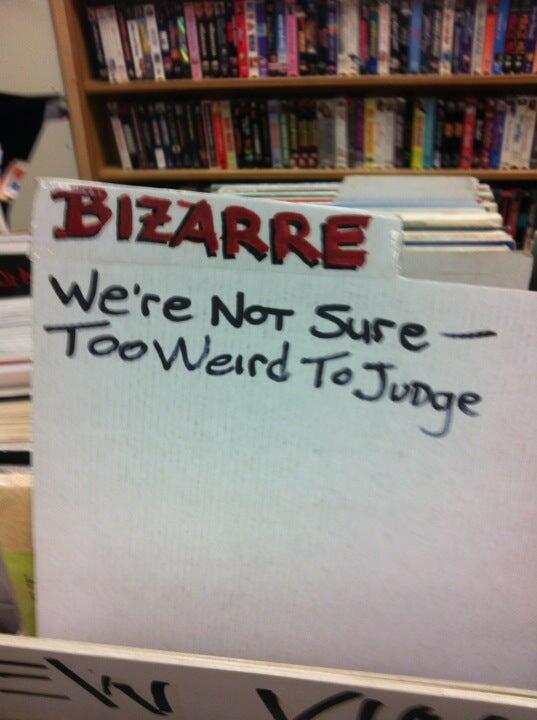 BIZARRE
We're Not Sure —
Too Weird To Judge